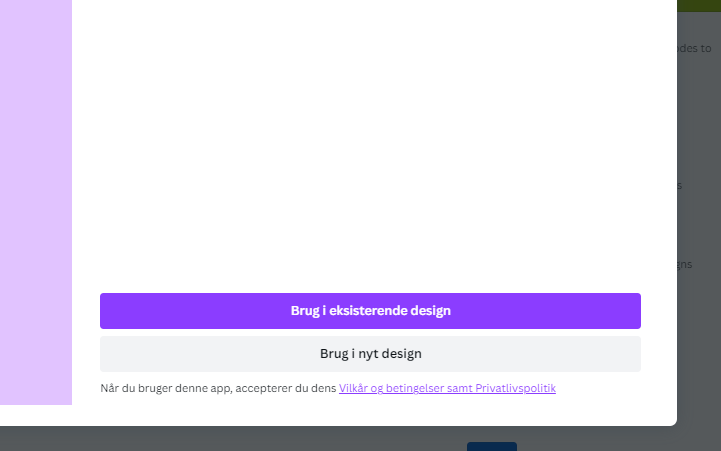 to
Brug i eksisterende design
Brug i nyt design
Når du bruger denne app, accepterer du dens Vilkår og betingelser samt Privatlivspolitik